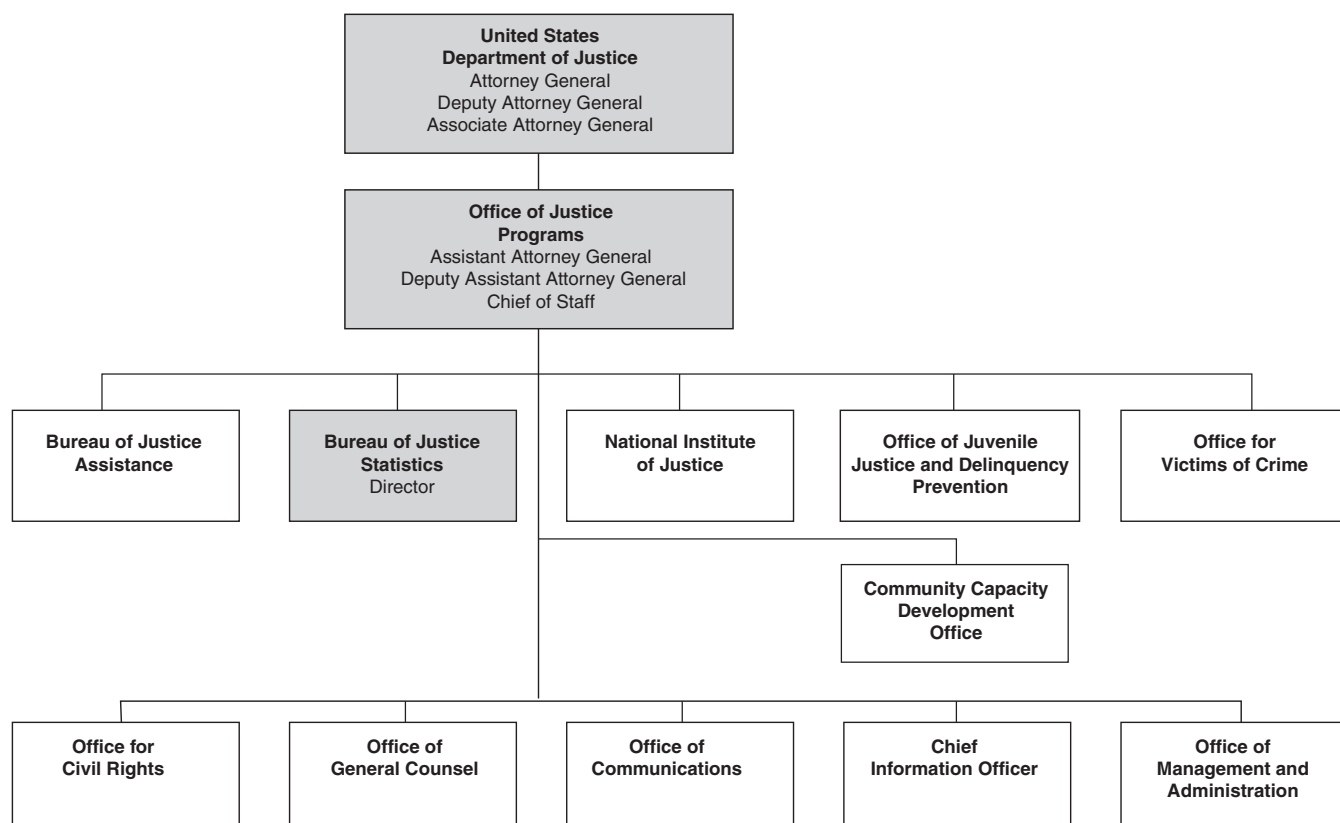 United States
Department of Justice
Attorney General
Deputy Attorney General
Associate Attorney General
Office of Justice
Programs
Assistant Attorney General
Deputy Assistant Attorney General
Chief of Staff
Bureau of Justice
Assistance
Bureau of Justice
Statistics
Director
National Institute
of Justice
Office of Juvenile
Justice and Delinquency
Prevention
Office for
Victims of Crime
Community Capacity
Development
Office
Office for
Civil Rights
Office of
General Counsel
Office of
Communications
Chief
Information Officer
Office of
Management and
Administration